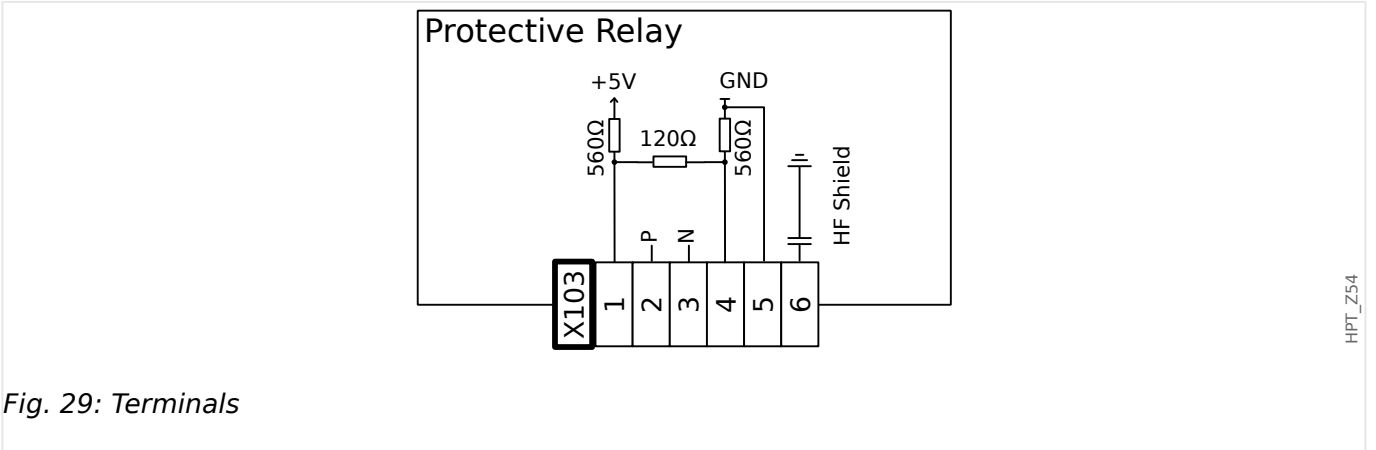 Protective Relay
+5V
GND
560Ω
120Ω
560Ω
HF Shield
P
N
X103
1
2
3
4
5
6
HPT_Z54
Fig. 29: Terminals